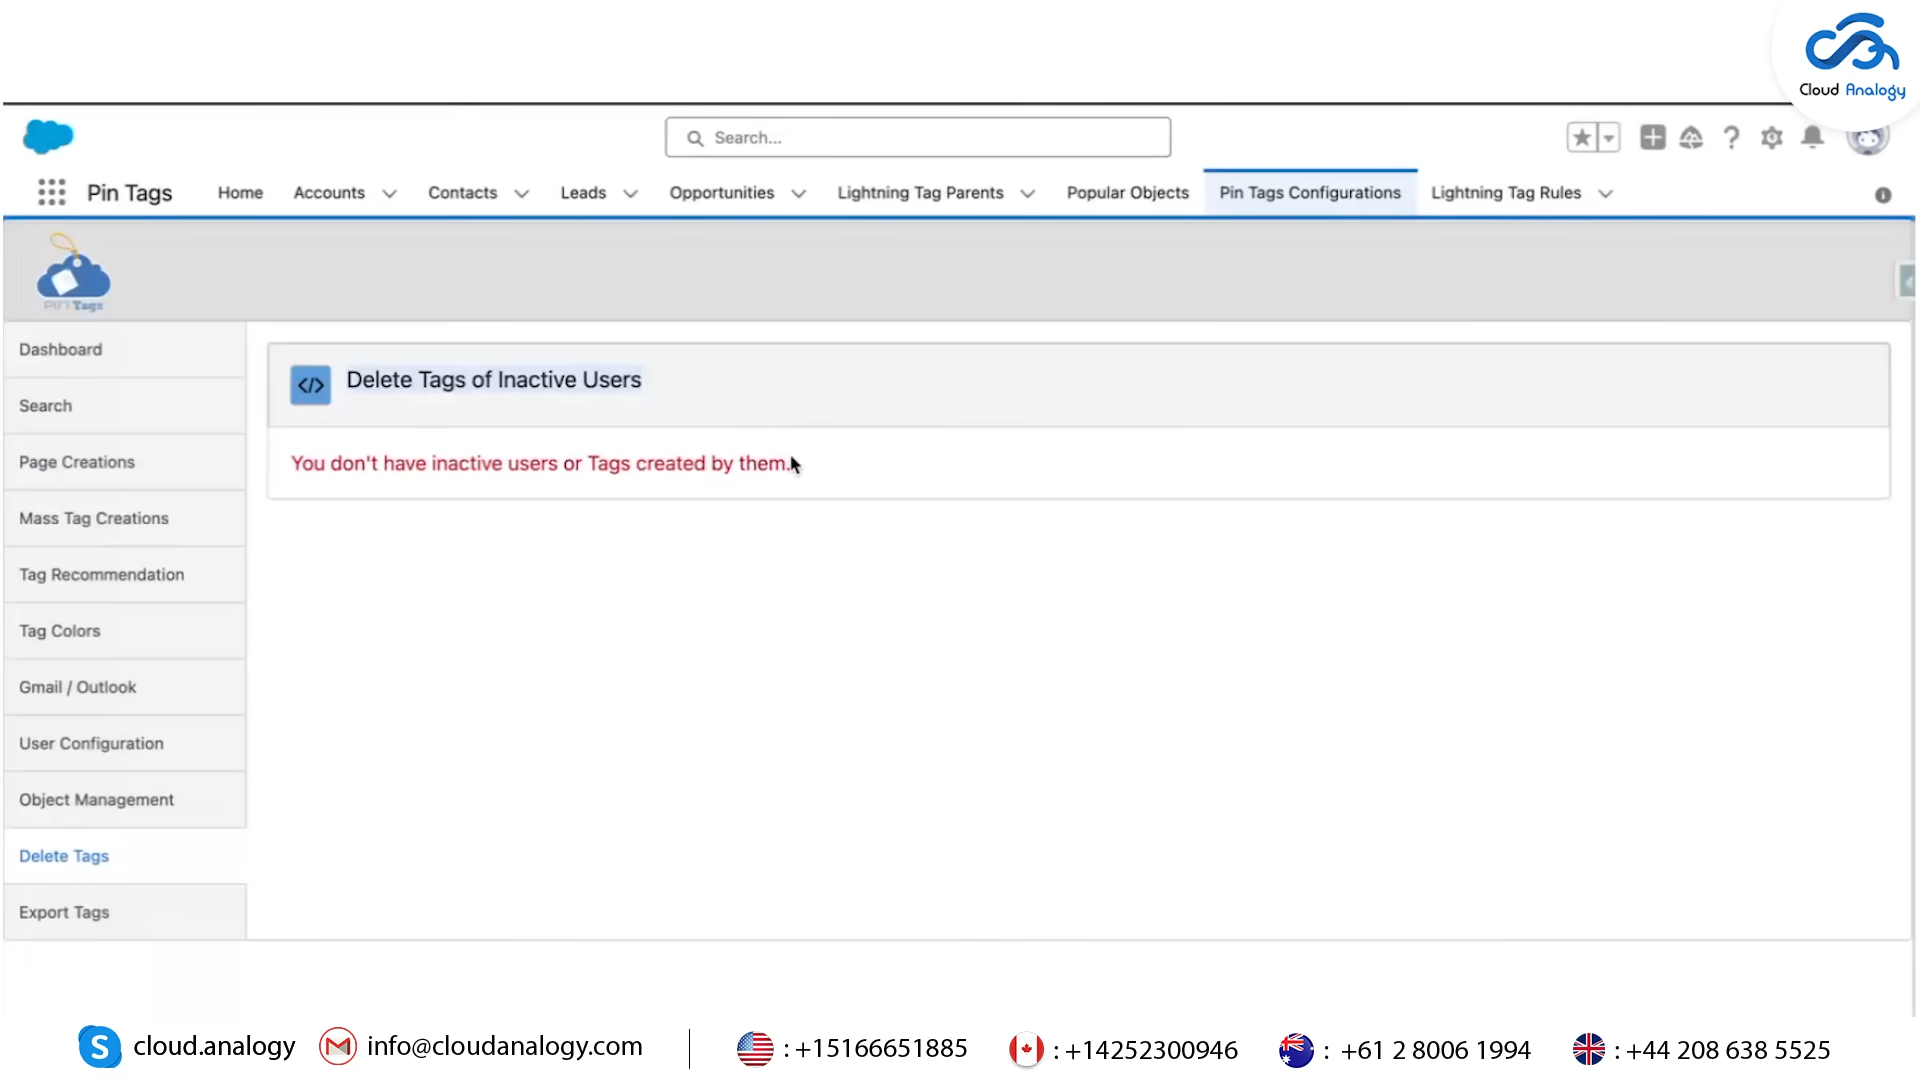 Cloud Analogy
Search...
Pin Tags
Home
Accounts
Contacts
Leads
Opportunities
Lightning Tag Parents
Popular Objects
Pin Tags Configurations
Lightning Tag Rules
PIN Tags
Dashboard
Search
Page Creations
Mass Tag Creations
Tag Recommendation
Tag Colors
Gmail / Outlook
User Configuration
Object Management
Delete Tags
Export Tags
Delete Tags of Inactive Users
You don't have inactive users or Tags created by them.
cloud.analogy
info@cloudanalogy.com
: +15166651885
: +14252300946
: +61 2 8006 1994
: +44 208 638 5525